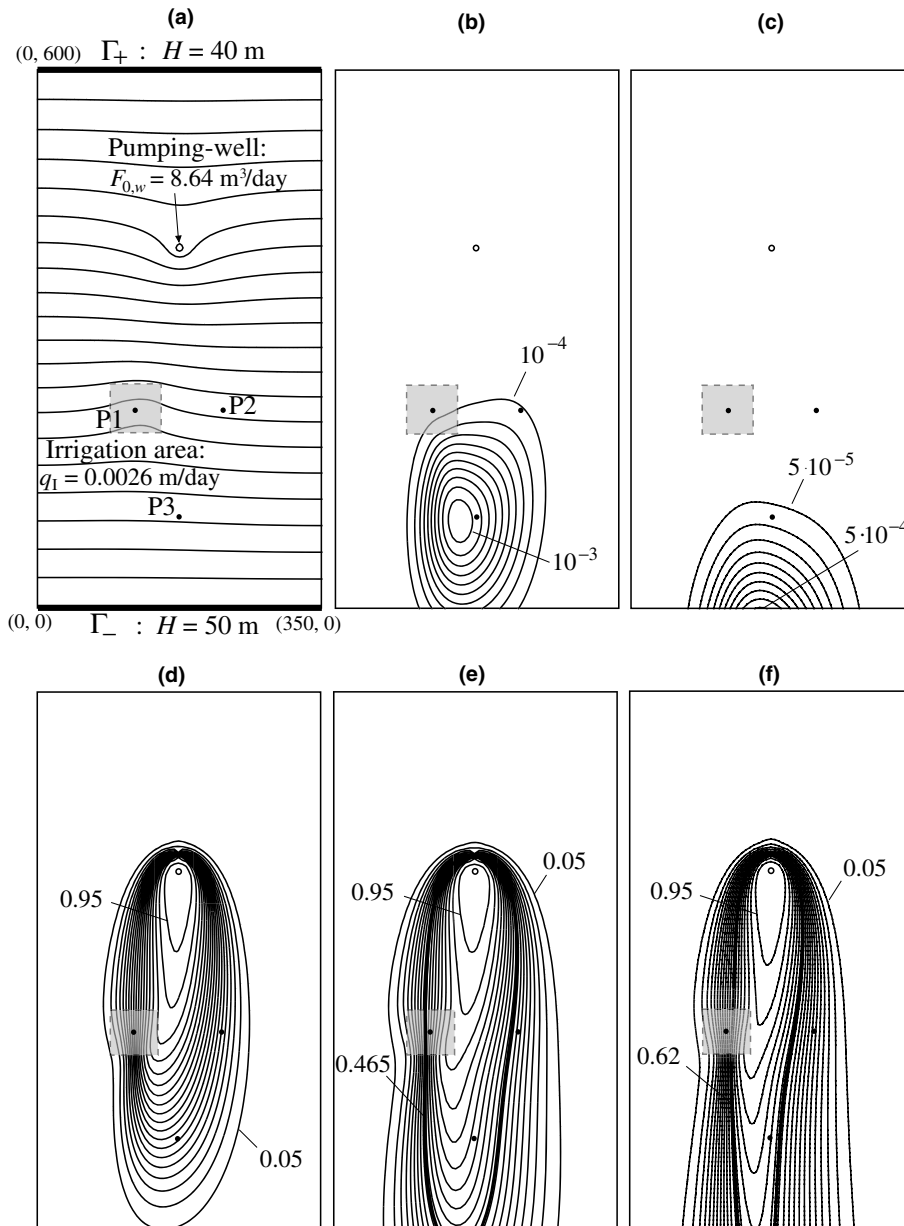 (a)
(b)
(c)
(0, 600) Γ+ : H = 40 m
Pumping-well:
F0,w = 8.64 m³/day
P1
P2
Irrigation area:
qI = 0.0026 m/day
P3
(0, 0) Γ− : H = 50 m (350, 0)
10⁻⁴
10⁻³
5·10⁻⁵
5·10⁻⁴
(d)
(e)
(f)
0.95
0.05
0.95
0.05
0.465
0.95
0.05
0.62